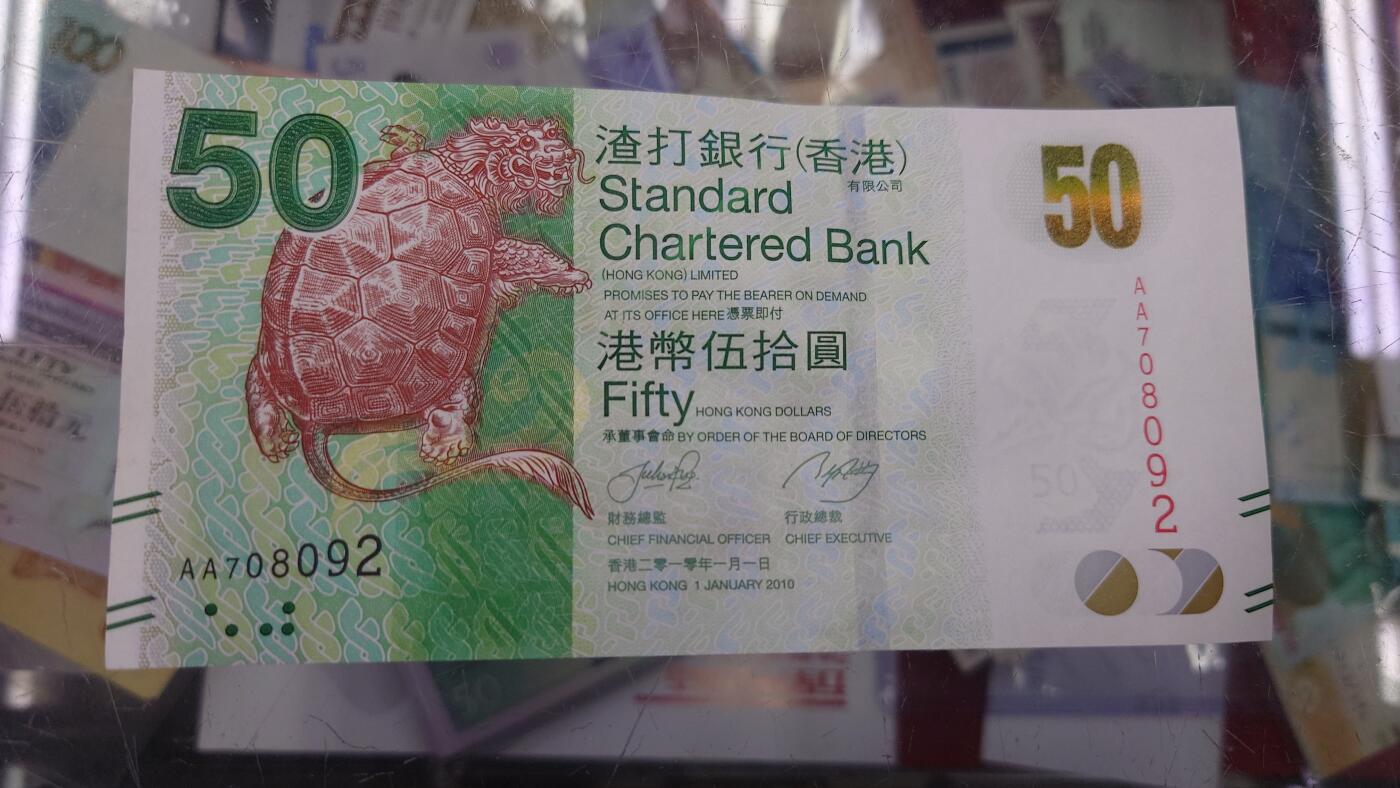 50
渣打銀行(香港)
有限公司
Standard
Chartered Bank
(HONG KONG) LIMITED
PROMISES TO PAY THE BEARER ON DEMAND
AT ITS OFFICE HERE 憑票即付
港幣伍拾圓
Fifty HONG KONG DOLLARS
承董事會命 BY ORDER OF THE BOARD OF DIRECTORS
財務總監 行政總裁
CHIEF FINANCIAL OFFICER CHIEF EXECUTIVE
香港二零一零年一月一日
HONG KONG 1 JANUARY 2010
AA708092
50
AA708092
50
100